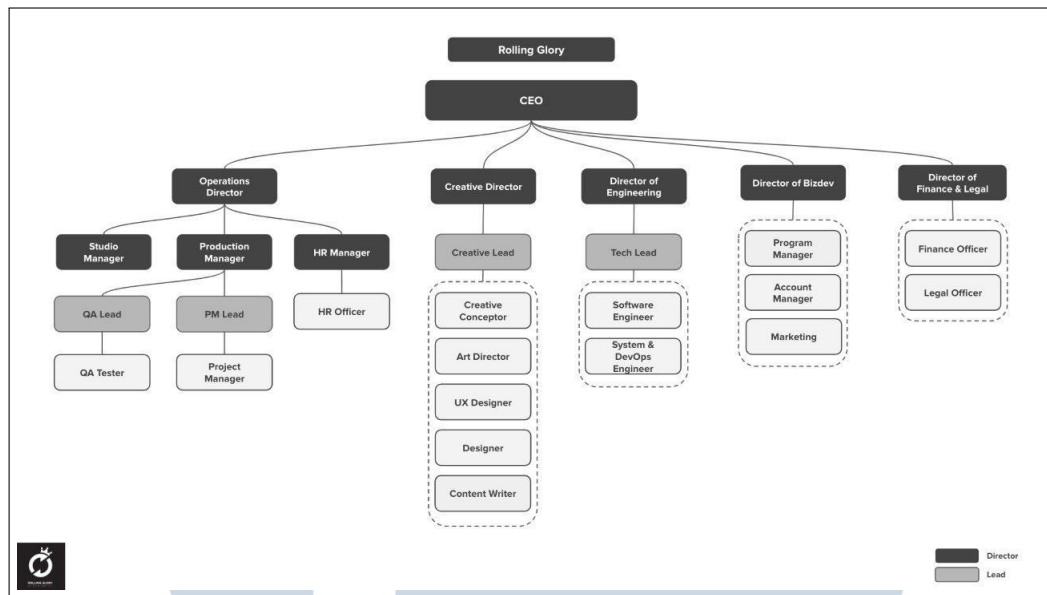 Rolling Glory
CEO
Operations
Director
Creative Director
Director of
Engineering
Director of Bizdev
Director of
Finance & Legal
Studio
Manager
Production
Manager
HR Manager
Creative Lead
Tech Lead
Program
Manager
Finance Officer
QA Lead
PM Lead
HR Officer
Creative
Conceptor
Software
Engineer
Account
Manager
Legal Officer
QA Tester
Project
Manager
Art Director
System &
DevOps
Engineer
Marketing
UX Designer
Designer
Content Writer
ROLLING GLORY
Director
Lead